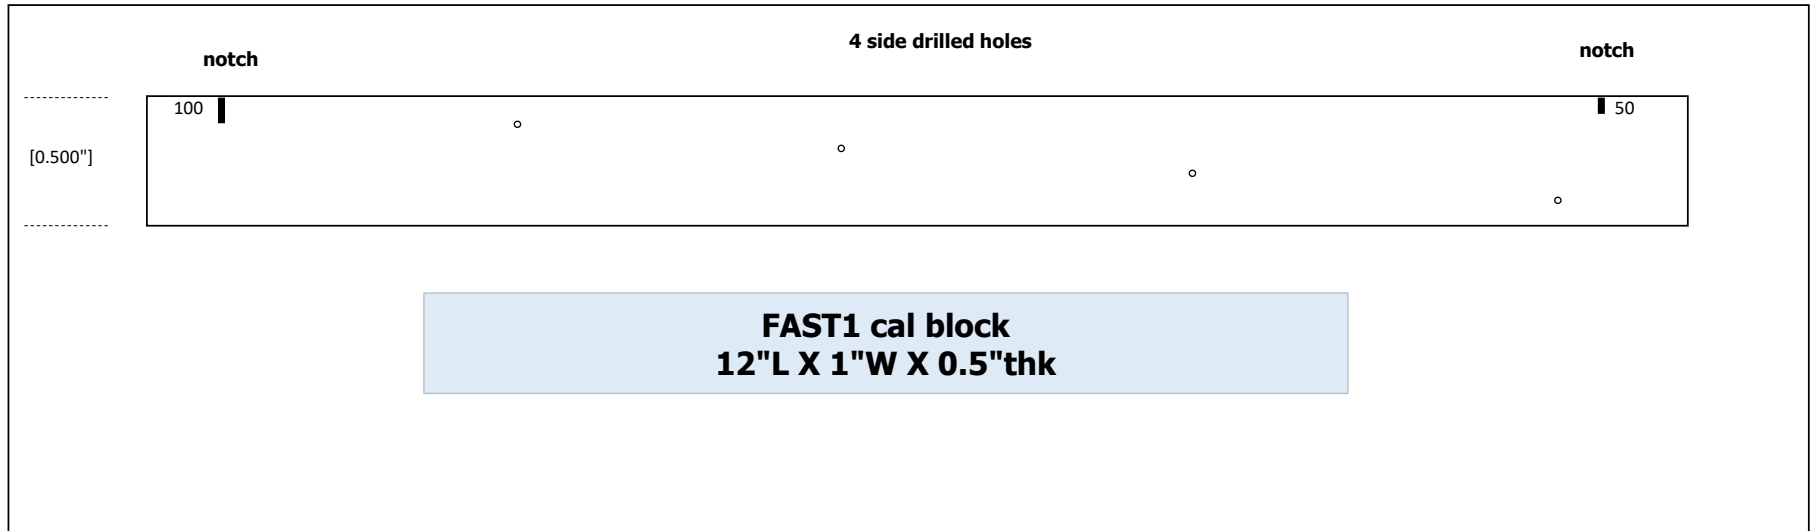 4 side drilled holes
notch
notch
100
50
[0.500"]
FAST1 cal block
12"L X 1"W X 0.5"thk